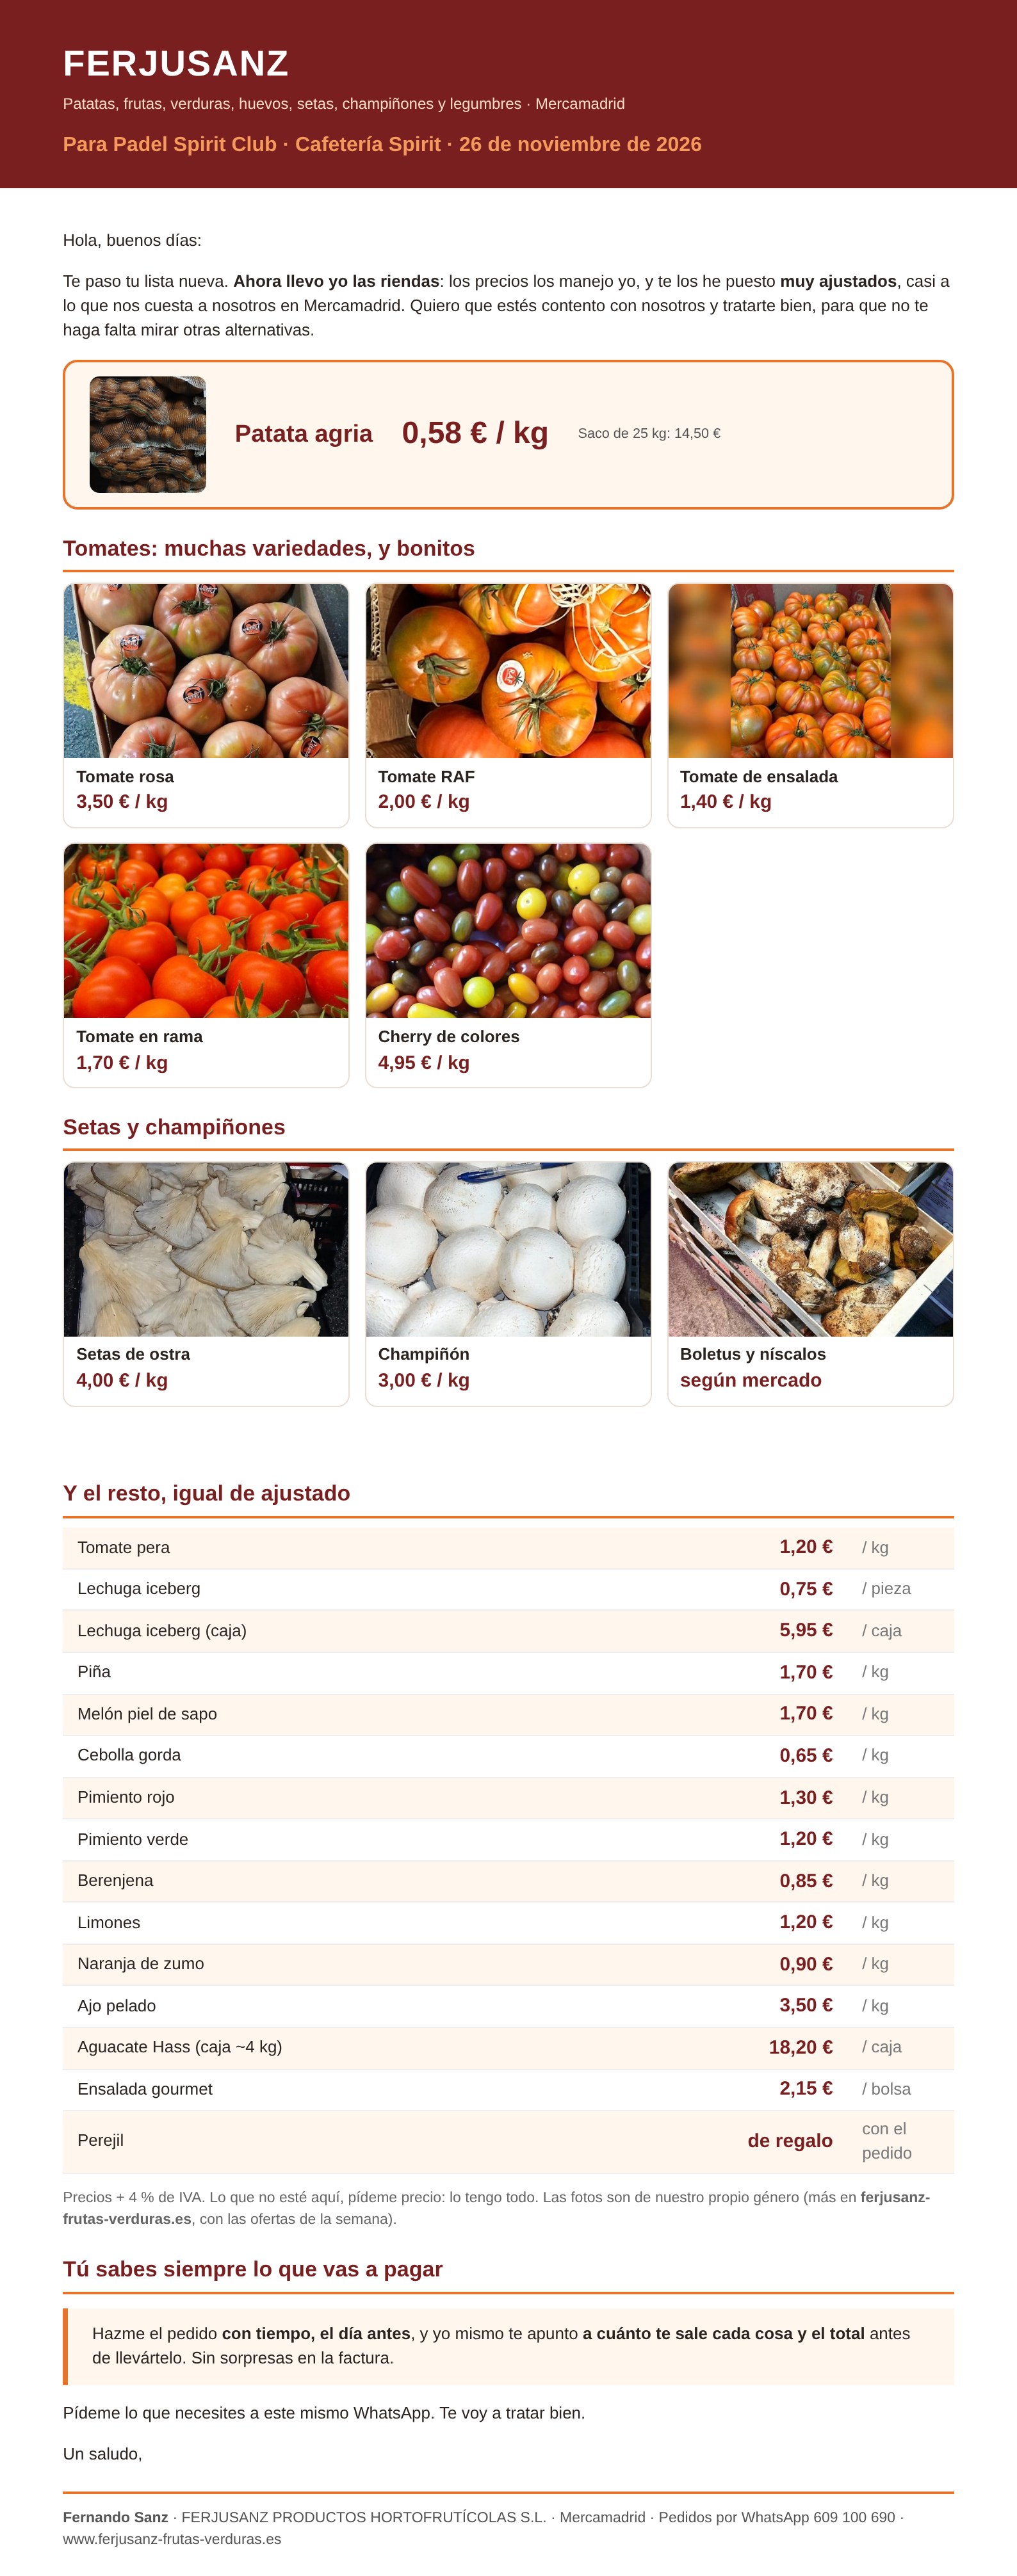 FERJUSANZ
Patatas, frutas, verduras, huevos, setas, champiñones y legumbres · Mercamadrid
Para Padel Spirit Club · Cafetería Spirit · 26 de noviembre de 2026
Hola, buenos días:
Te paso tu lista nueva. Ahora llevo yo las riendas: los precios los manejo yo, y te los he puesto muy ajustados, casi a
lo que nos cuesta a nosotros en Mercamadrid. Quiero que estés contento con nosotros y tratarte bien, para que no te
haga falta mirar otras alternativas.
Patata agria 0,58 € / kg Saco de 25 kg: 14,50 €
Tomates: muchas variedades, y bonitos
Tomate rosa
3,50 € / kg
Tomate RAF
2,00 € / kg
Tomate de ensalada
1,40 € / kg
Tomate en rama
1,70 € / kg
Cherry de colores
4,95 € / kg
Setas y champiñones
Setas de ostra
4,00 € / kg
Champiñón
3,00 € / kg
Boletus y níscalos
según mercado
Y el resto, igual de ajustado
Tomate pera 1,20 € / kg
Lechuga iceberg 0,75 € / pieza
Lechuga iceberg (caja) 5,95 € / caja
Piña 1,70 € / kg
Melón piel de sapo 1,70 € / kg
Cebolla gorda 0,65 € / kg
Pimiento rojo 1,30 € / kg
Pimiento verde 1,20 € / kg
Berenjena 0,85 € / kg
Limones 1,20 € / kg
Naranja de zumo 0,90 € / kg
Ajo pelado 3,50 € / kg
Aguacate Hass (caja ~4 kg) 18,20 € / caja
Ensalada gourmet 2,15 € / bolsa
Perejil de regalo con el
pedido
Precios + 4 % de IVA. Lo que no esté aquí, pídeme precio: lo tengo todo. Las fotos son de nuestro propio género (más en ferjusanz-
frutas-verduras.es, con las ofertas de la semana).
Tú sabes siempre lo que vas a pagar
Hazme el pedido con tiempo, el día antes, y yo mismo te apunto a cuánto te sale cada cosa y el total antes
de llevártelo. Sin sorpresas en la factura.
Pídeme lo que necesites a este mismo WhatsApp. Te voy a tratar bien.
Un saludo,
Fernando Sanz · FERJUSANZ PRODUCTOS HORTOFRUTÍCOLAS S.L. · Mercamadrid · Pedidos por WhatsApp 609 100 690 ·
www.ferjusanz-frutas-verduras.es